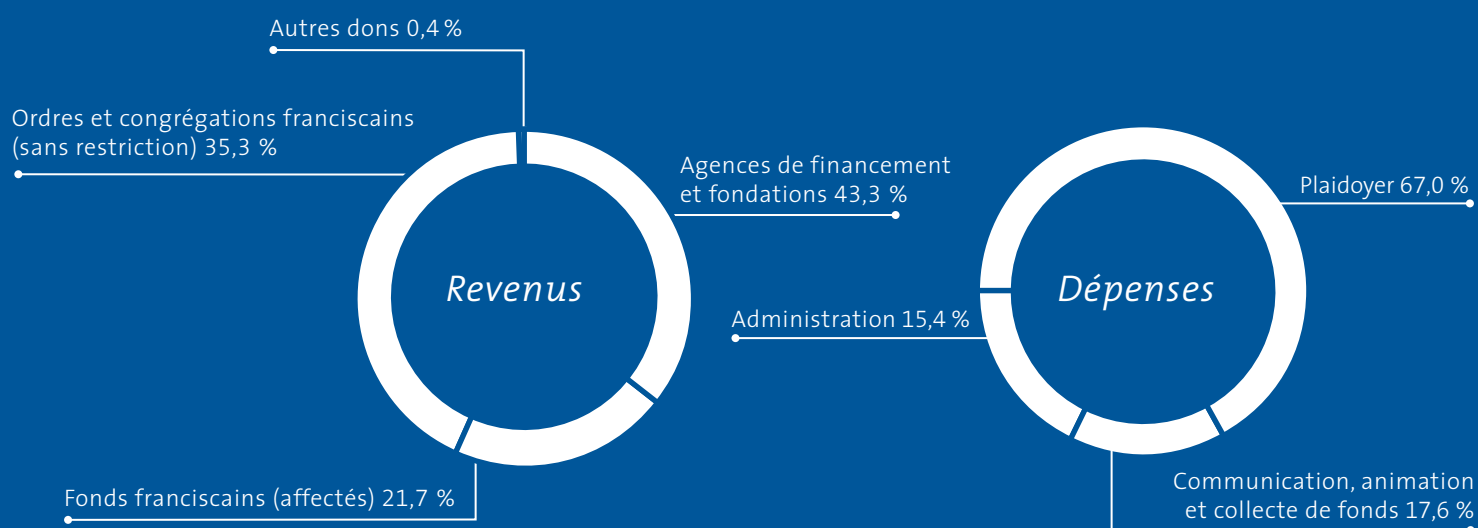 Autres dons 0,4 %
Ordres et congrégations franciscains
(sans restriction) 35,3 %
Agences de financement
et fondations 43,3 %
Revenus
Fonds franciscains (affectés) 21,7 %
Plaidoyer 67,0 %
Dépenses
Administration 15,4 %
Communication, animation
et collecte de fonds 17,6 %